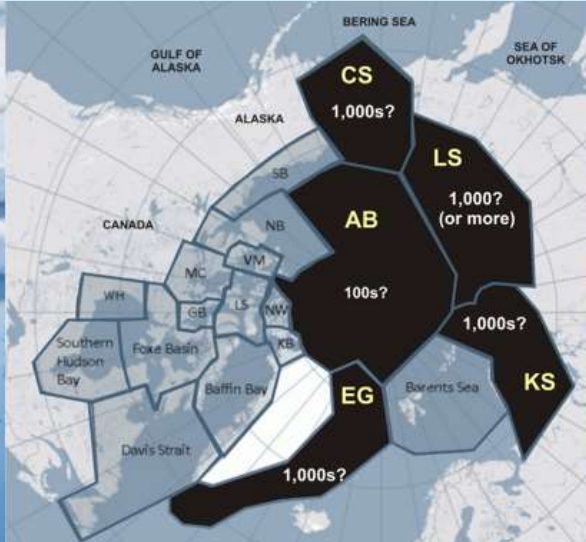 BERING SEA
GULF OF
ALASKA
SEA OF
OKHOTSK
CS
1,000s?
ALASKA
LS
1,000?
(or more)
SB
CANADA
NB
AB
VM
MC
100s?
WH
GB
LS
NW
1,000s?
Southern
Hudson
Bay
Foxe Basin
KB
KS
Baffin Bay
EG
Barents Sea
Davis Strait
1,000s?